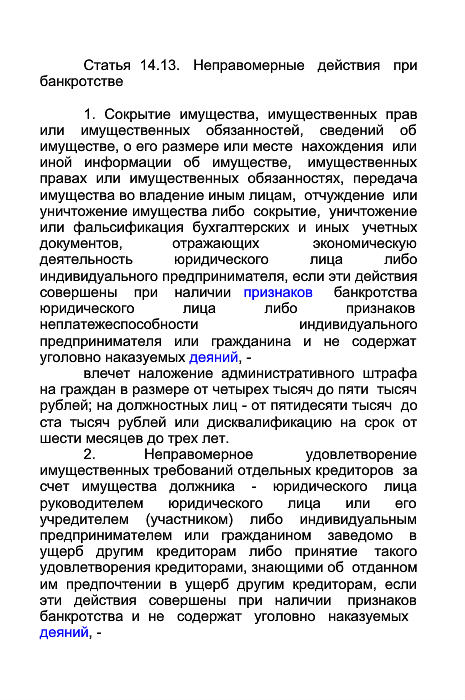 Статья 14.13. Неправомерные действия при
банкротстве
1. Сокрытие имущества, имущественных прав
или имущественных обязанностей, сведений об
имуществе, о его размере или месте нахождения или
иной информации об имуществе, имущественных
правах или имущественных обязанностях, передача
имущества во владение иным лицам, отчуждение или
уничтожение имущества либо сокрытие, уничтожение
или фальсификация бухгалтерских и иных учетных
документов, отражающих экономическую
деятельность юридического лица либо
индивидуального предпринимателя, если эти действия
совершены при наличии признаков банкротства
юридического лица либо признаков
неплатежеспособности индивидуального
предпринимателя или гражданина и не содержат
уголовно наказуемых деяний, -
влечет наложение административного штрафа
на граждан в размере от четырех тысяч до пяти тысяч
рублей; на должностных лиц - от пятидесяти тысяч до
ста тысяч рублей или дисквалификацию на срок от
шести месяцев до трех лет.
2. Неправомерное удовлетворение
имущественных требований отдельных кредиторов за
счет имущества должника - юридического лица
руководителем юридического лица или его
учредителем (участником) либо индивидуальным
предпринимателем или гражданином заведомо в
ущерб другим кредиторам либо принятие такого
удовлетворения кредиторами, знающими об отданном
им предпочтении в ущерб другим кредиторам, если
эти действия совершены при наличии признаков
банкротства и не содержат уголовно наказуемых
деяний, -